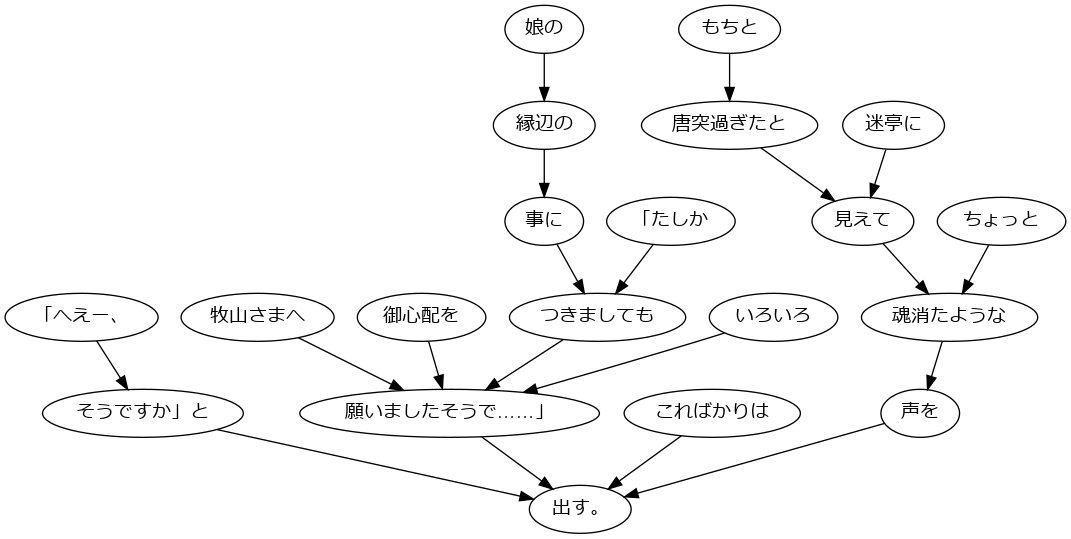 娘の
もちと
縁辺の
唐突過ぎたと
迷亭に
事に
「たしか
見えて
ちょっと
「へえー、
牧山さまへ
御心配を
つきましても
いろいろ
魂消たような
そうですか」と
願いましたそうで……」
こればかりは
声を
出す。